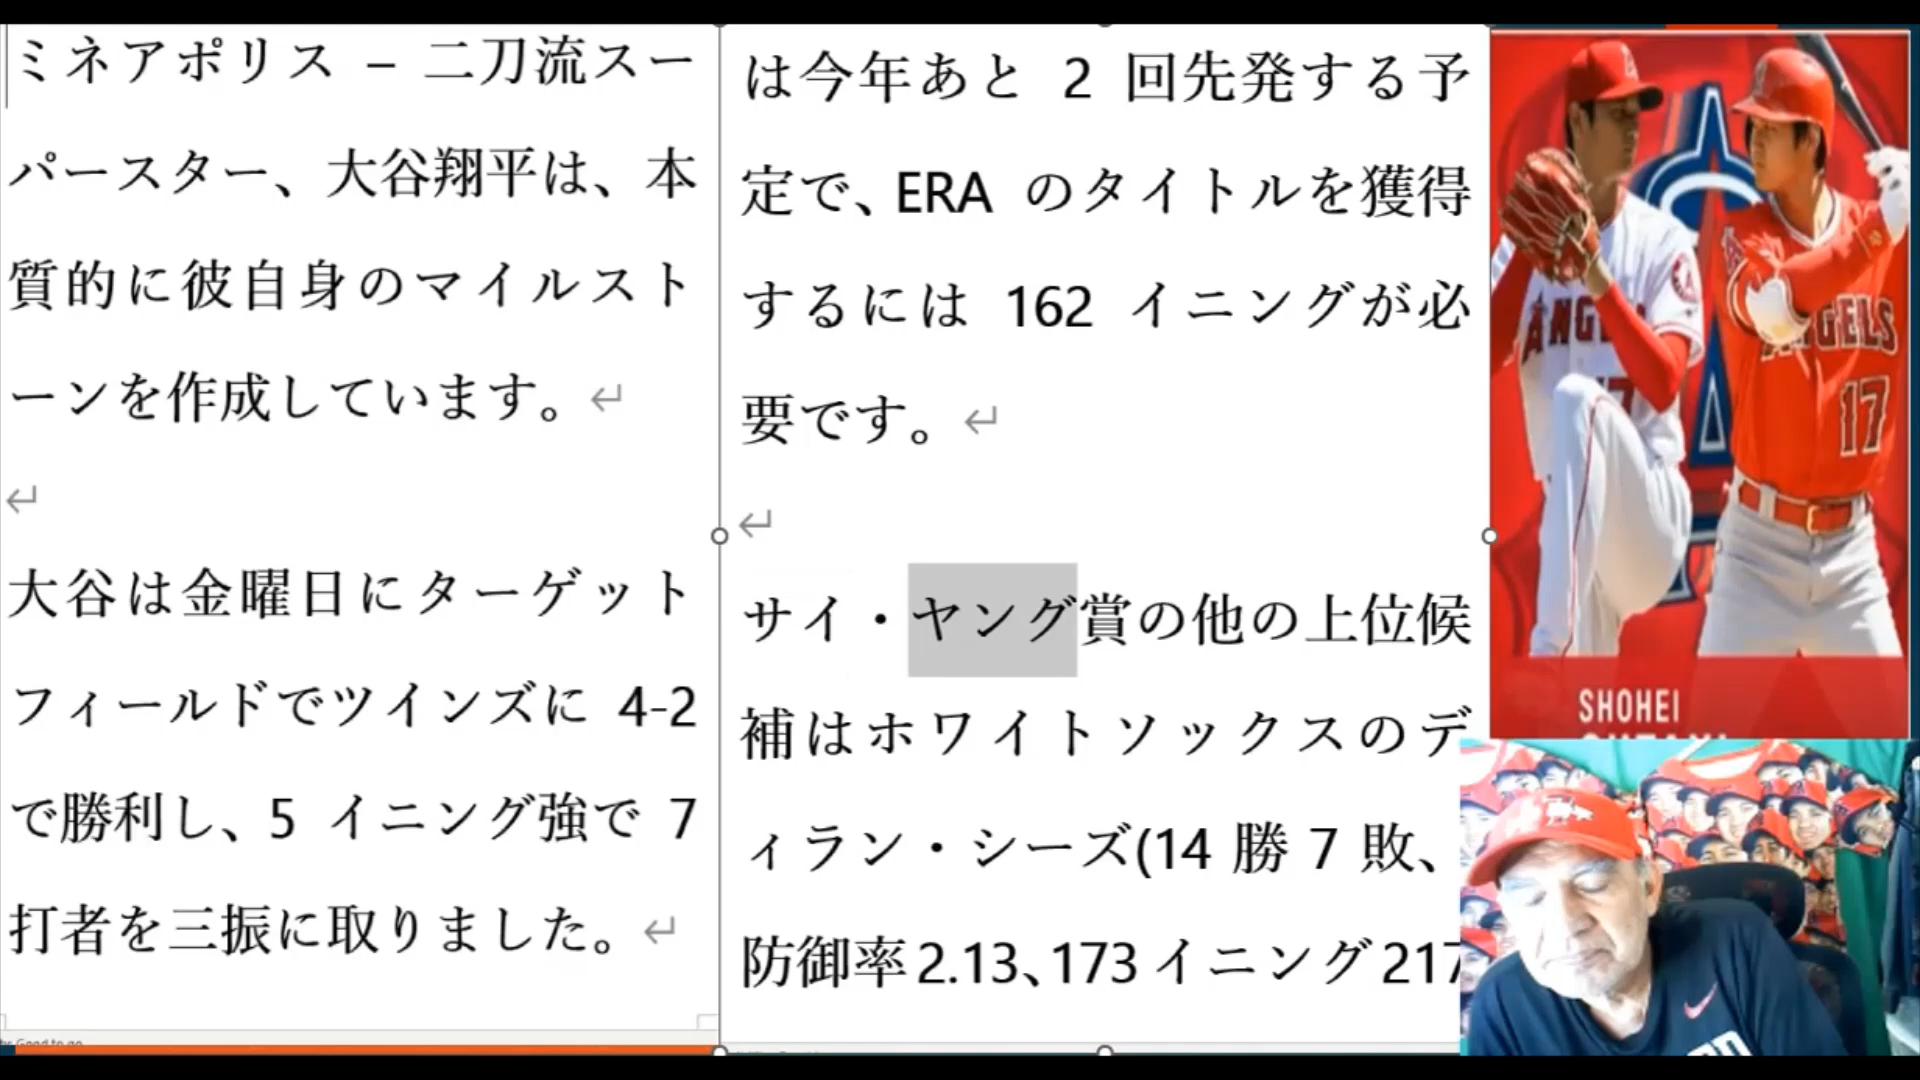 ミネアポリス – 二刀流スー
パースター、大谷翔平は、本
質的に彼自身のマイルスト
ーンを作成しています。
大谷は金曜日にターゲット
フィールドでツインズに 4-2
で勝利し、5 イニング強で 7
打者を三振に取りました。
は今年あと 2 回先発する予
定で、ERA のタイトルを獲得
するには 162 イニングが必
要です。
サイ・ヤング賞の他の上位候
補はホワイトソックスのデ
ィラン・シーズ(14 勝 7 敗、
防御率2.13、173イニング217
ANGELS
17
SHOHEI